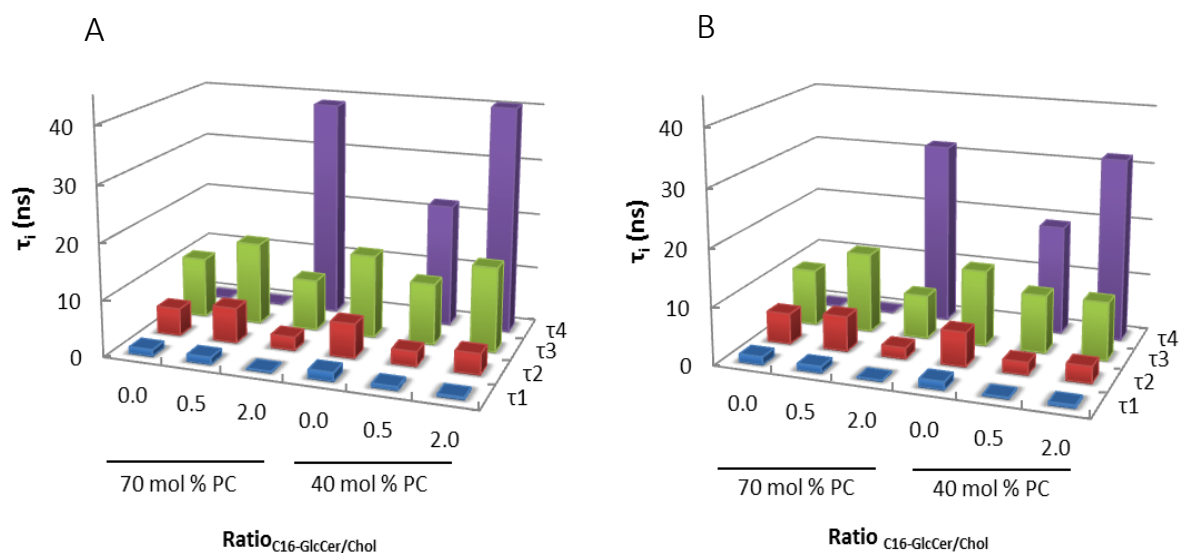 A
40
30
20
10
0
τi (ns)
τ4
τ3
τ2
τ1
0.0 0.5 2.0 0.0 0.5 2.0
70 mol % PC 40 mol % PC
RatioC16-GlcCer/Chol
B
40
30
20
10
0
τi (ns)
τ4
τ3
τ2
τ1
0.0 0.5 2.0 0.0 0.5 2.0
70 mol % PC 40 mol % PC
Ratio C16-GlcCer/Chol